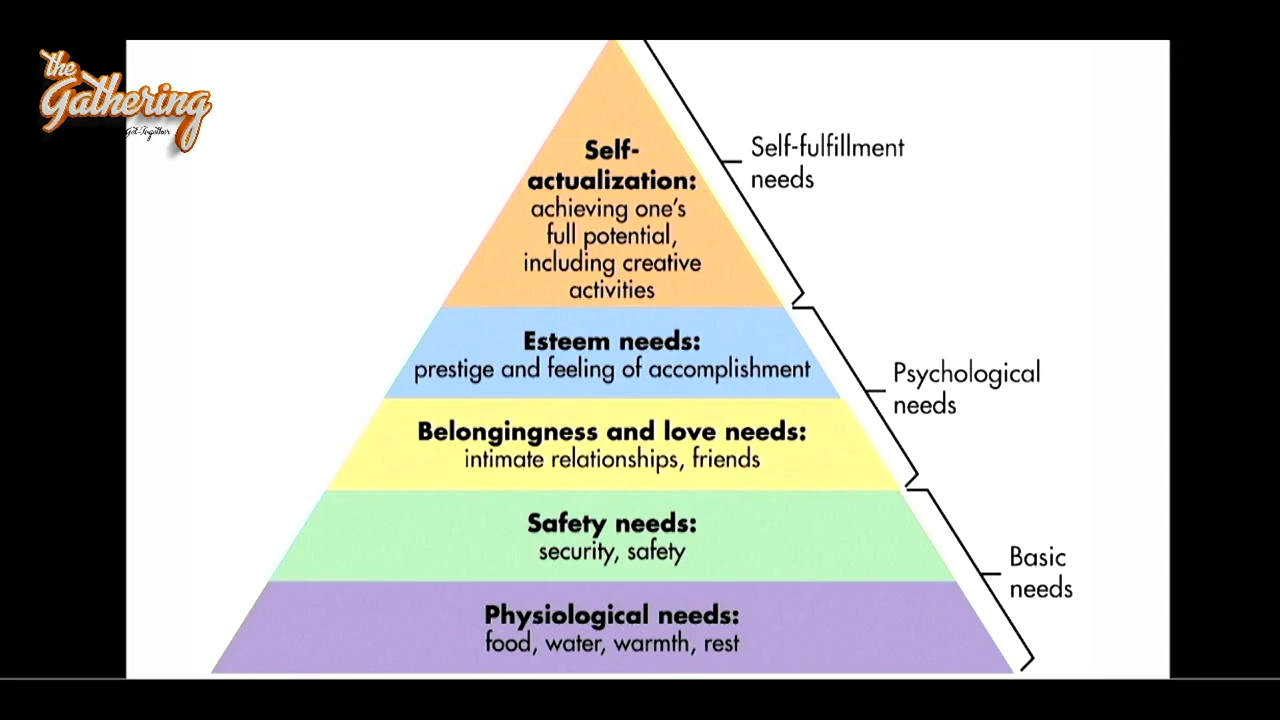 the
Gathering
Get-Together
Self-
actualization:
achieving one's
full potential,
including creative
activities
Self-fulfillment
needs
Esteem needs:
prestige and feeling of accomplishment
Psychological
needs
Belongingness and love needs:
intimate relationships, friends
Safety needs:
security, safety
Basic
needs
Physiological needs:
food, water, warmth, rest